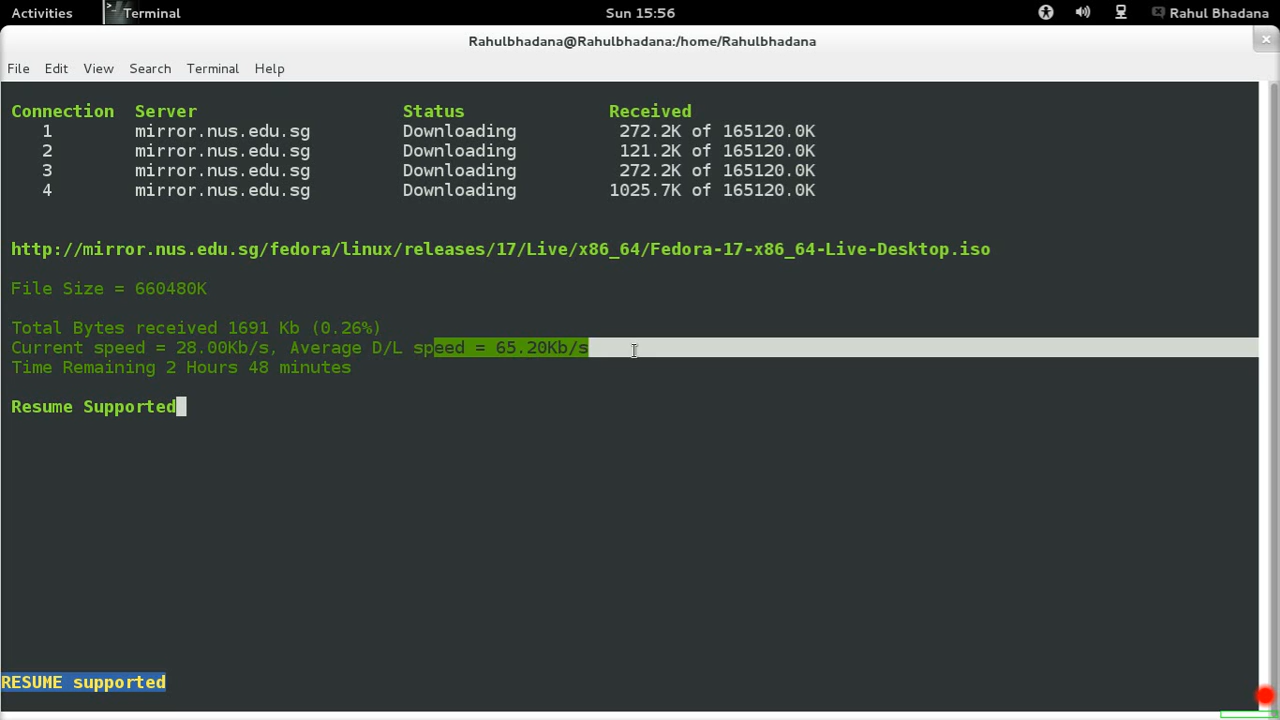 Activities Terminal Sun 15:56 Rahul Bhadana
Rahulbhadana@Rahulbhadana:/home/Rahulbhadana
File Edit View Search Terminal Help
Connection Server Status Received
1 mirror.nus.edu.sg Downloading 272.2K of 165120.0K
2 mirror.nus.edu.sg Downloading 121.2K of 165120.0K
3 mirror.nus.edu.sg Downloading 272.2K of 165120.0K
4 mirror.nus.edu.sg Downloading 1025.7K of 165120.0K
http://mirror.nus.edu.sg/fedora/linux/releases/17/Live/x86_64/Fedora-17-x86_64-Live-Desktop.iso
File Size = 660480K
Total Bytes received 1691 Kb (0.26%)
Current speed = 28.00Kb/s, Average D/L speed = 65.20Kb/s
Time Remaining 2 Hours 48 minutes
Resume Supported
RESUME supported